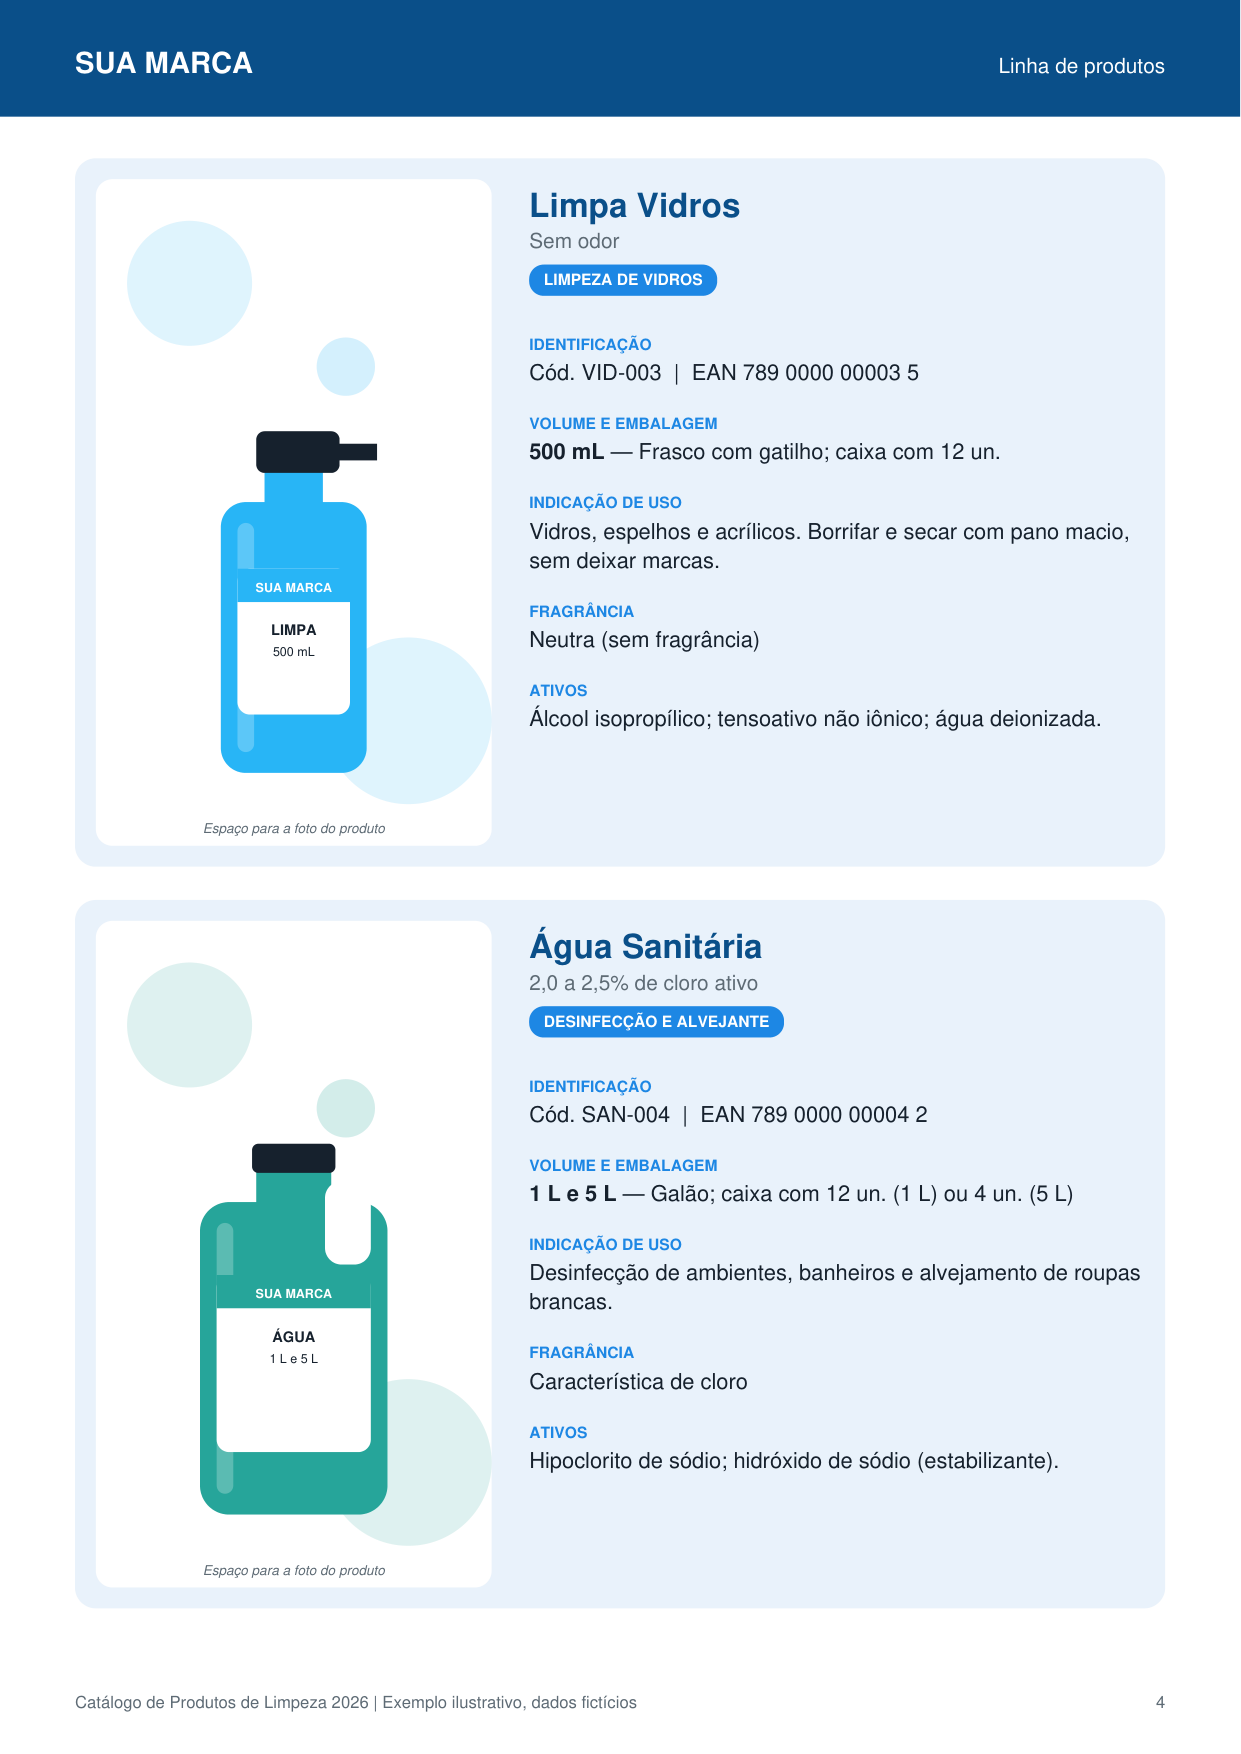 SUA MARCA
Linha de produtos
Limpa Vidros
Sem odor
LIMPEZA DE VIDROS
IDENTIFICAÇÃO
Cód. VID-003 | EAN 789 0000 00003 5
VOLUME E EMBALAGEM
500 mL — Frasco com gatilho; caixa com 12 un.
INDICAÇÃO DE USO
Vidros, espelhos e acrílicos. Borrifar e secar com pano macio,
sem deixar marcas.
FRAGRÂNCIA
Neutra (sem fragrância)
ATIVOS
Álcool isopropílico; tensoativo não iônico; água deionizada.
SUA MARCA
LIMPA
500 mL
Espaço para a foto do produto
Água Sanitária
2,0 a 2,5% de cloro ativo
DESINFECÇÃO E ALVEJANTE
IDENTIFICAÇÃO
Cód. SAN-004 | EAN 789 0000 00004 2
VOLUME E EMBALAGEM
1 L e 5 L — Galão; caixa com 12 un. (1 L) ou 4 un. (5 L)
INDICAÇÃO DE USO
Desinfecção de ambientes, banheiros e alvejamento de roupas
brancas.
FRAGRÂNCIA
Característica de cloro
ATIVOS
Hipoclorito de sódio; hidróxido de sódio (estabilizante).
SUA MARCA
ÁGUA
1 L e 5 L
Espaço para a foto do produto
Catálogo de Produtos de Limpeza 2026 | Exemplo ilustrativo, dados fictícios
4